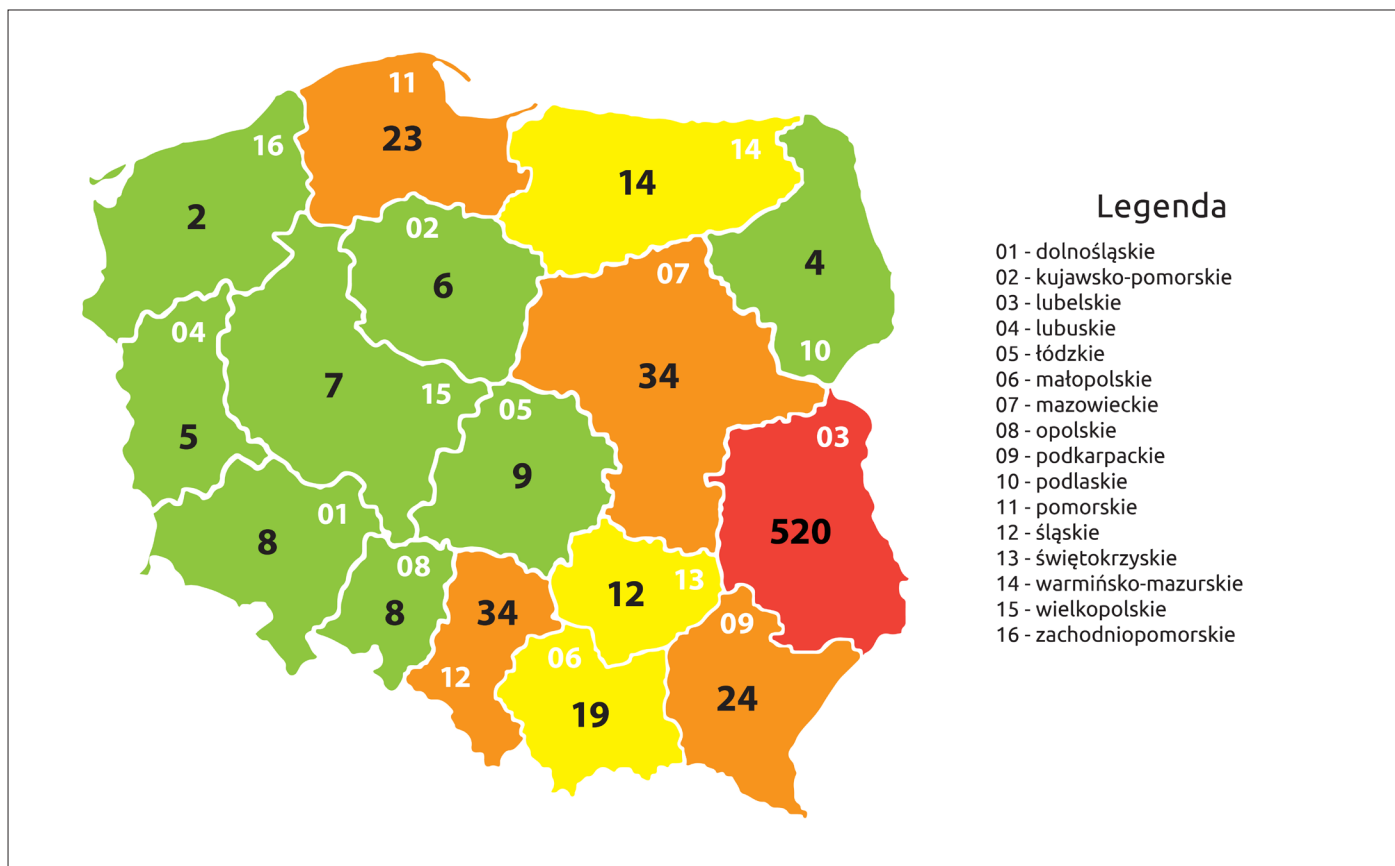 11
23
16
14
14
2
02
07
4
6
04
10
34
7
15
05
03
5
9
01
520
8
08
13
8
34
12
09
06
12
24
19
Legenda
01 - dolnośląskie
02 - kujawsko-pomorskie
03 - lubelskie
04 - lubuskie
05 - łódzkie
06 - małopolskie
07 - mazowieckie
08 - opolskie
09 - podkarpackie
10 - podlaskie
11 - pomorskie
12 - śląskie
13 - świętokrzyskie
14 - warmińsko-mazurskie
15 - wielkopolskie
16 - zachodniopomorskie